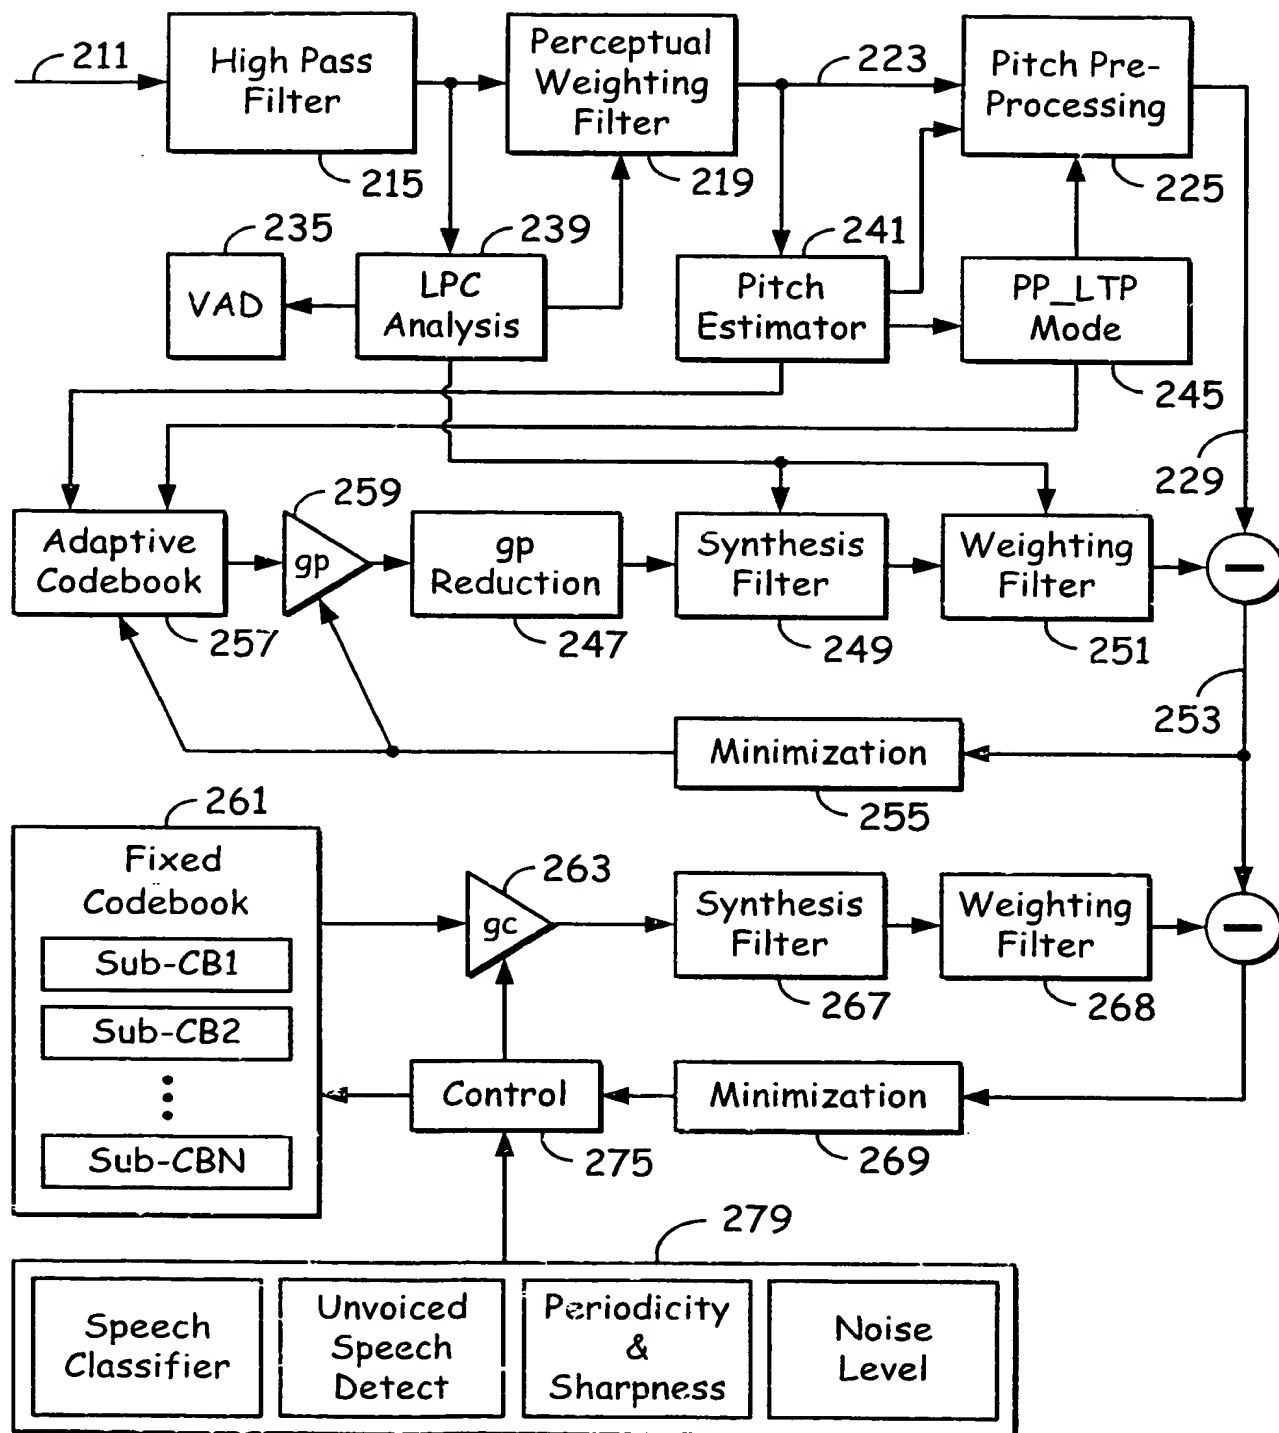 211
High Pass
Filter
215
Perceptual
Weighting
Filter
219
223
Pitch Pre-
Processing
225
235
VAD
239
LPC
Analysis
241
Pitch
Estimator
PP_LTP
Mode
245
229
Adaptive
Codebook
257
259
gp
gp
Reduction
247
Synthesis
Filter
249
Weighting
Filter
251
253
Minimization
255
261
Fixed
Codebook
Sub-CB1
Sub-CB2
Sub-CBN
263
gc
Synthesis
Filter
267
Weighting
Filter
268
Control
275
Minimization
269
279
Speech
Classifier
Unvoiced
Speech
Detect
Periodicity
&
Sharpness
Noise
Level